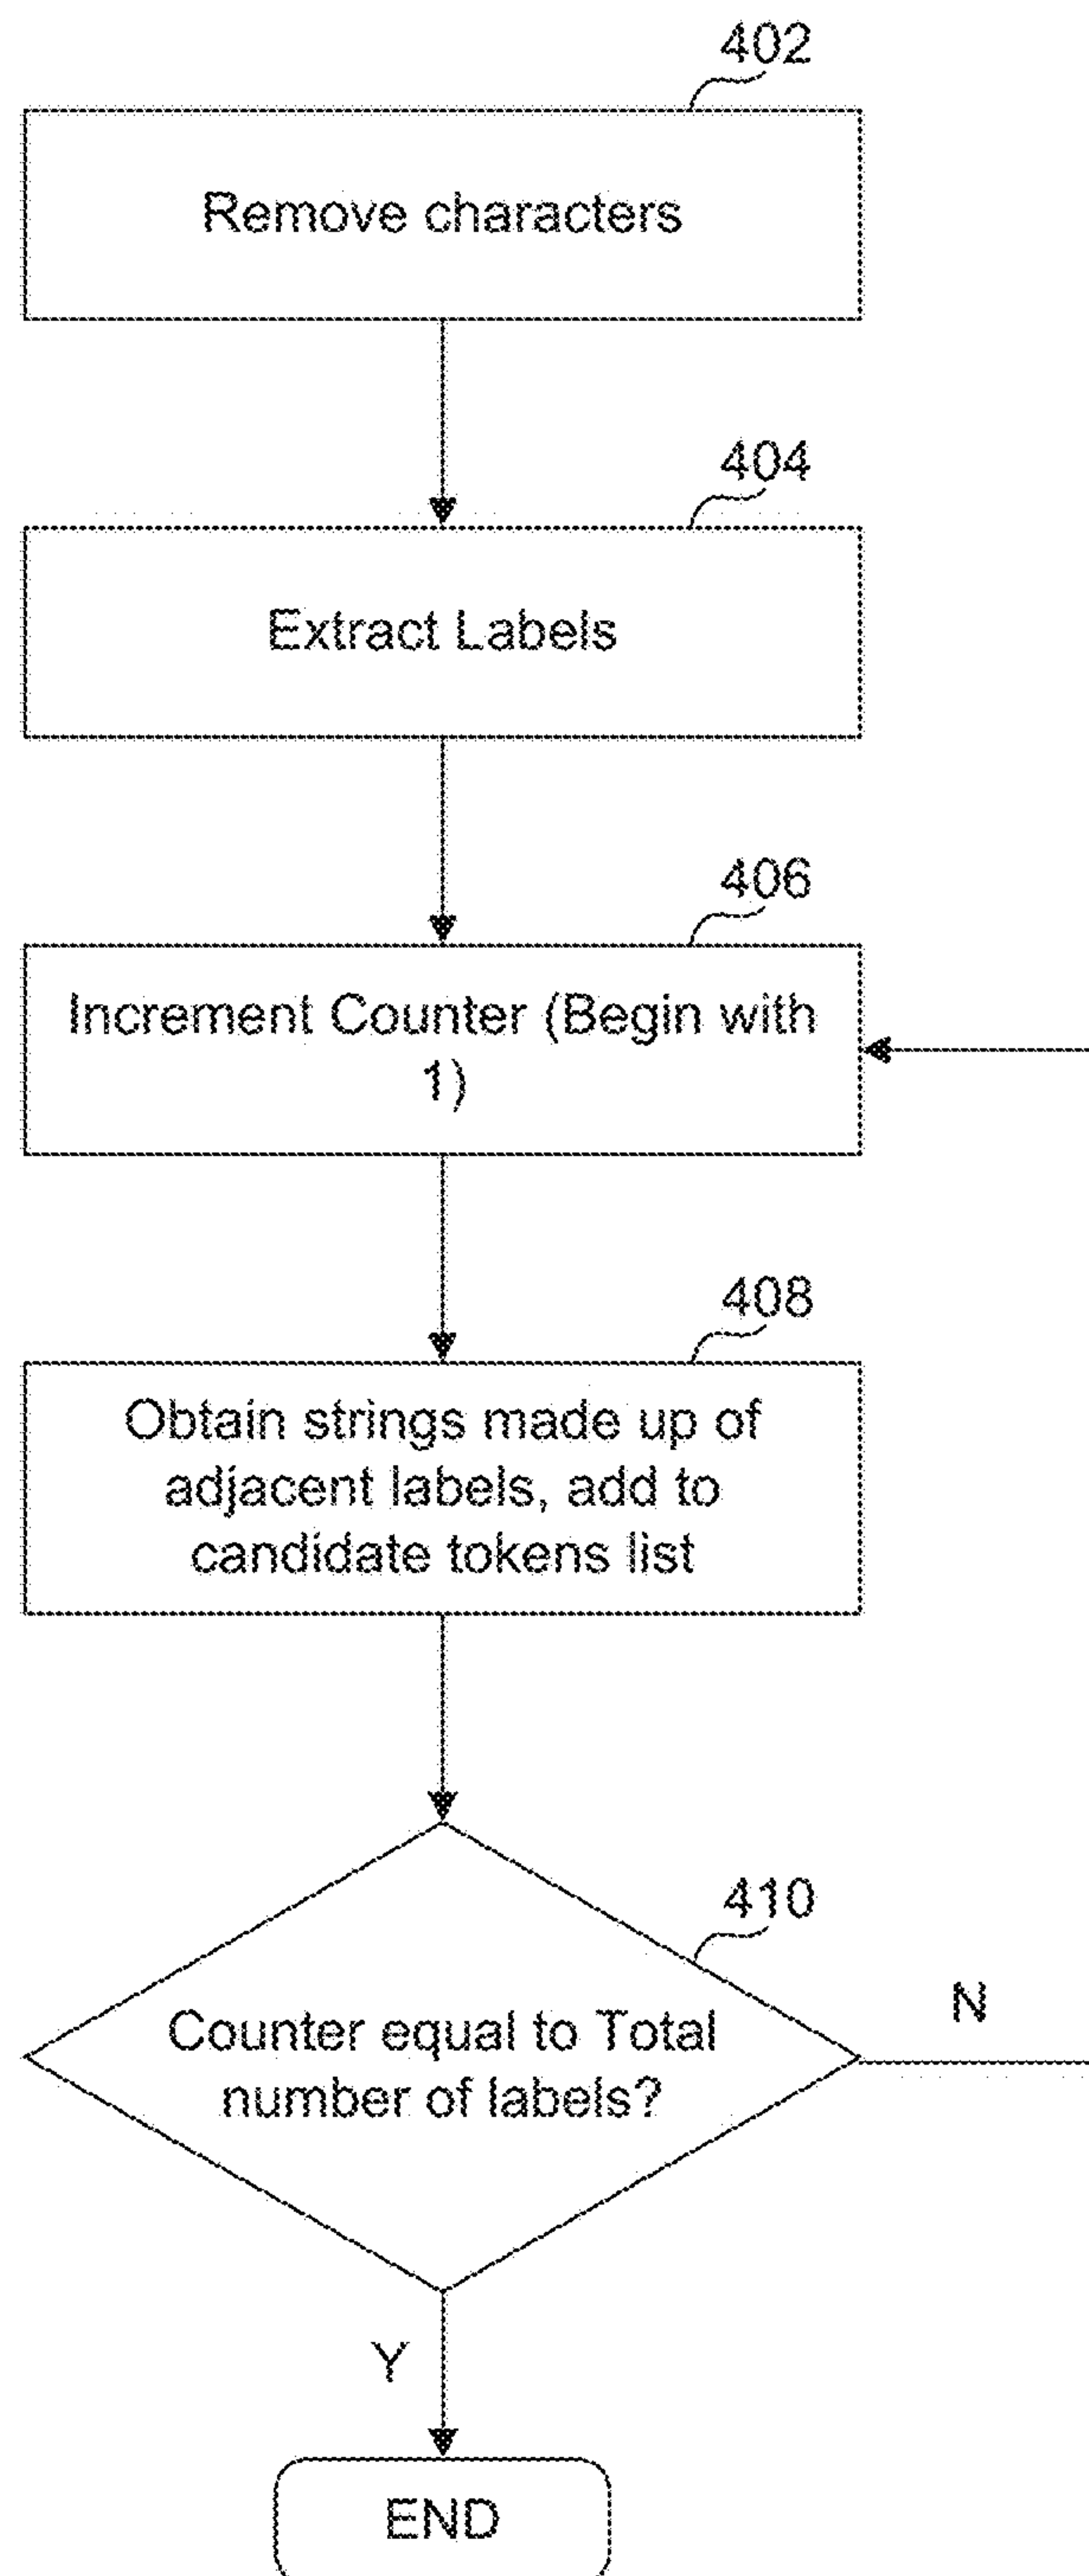 402
Remove characters
404
Extract Labels
406
Increment Counter (Begin with
1)
408
Obtain strings made up of
adjacent labels, add to
candidate tokens list
410
Counter equal to Total
number of labels?
N
Y
END